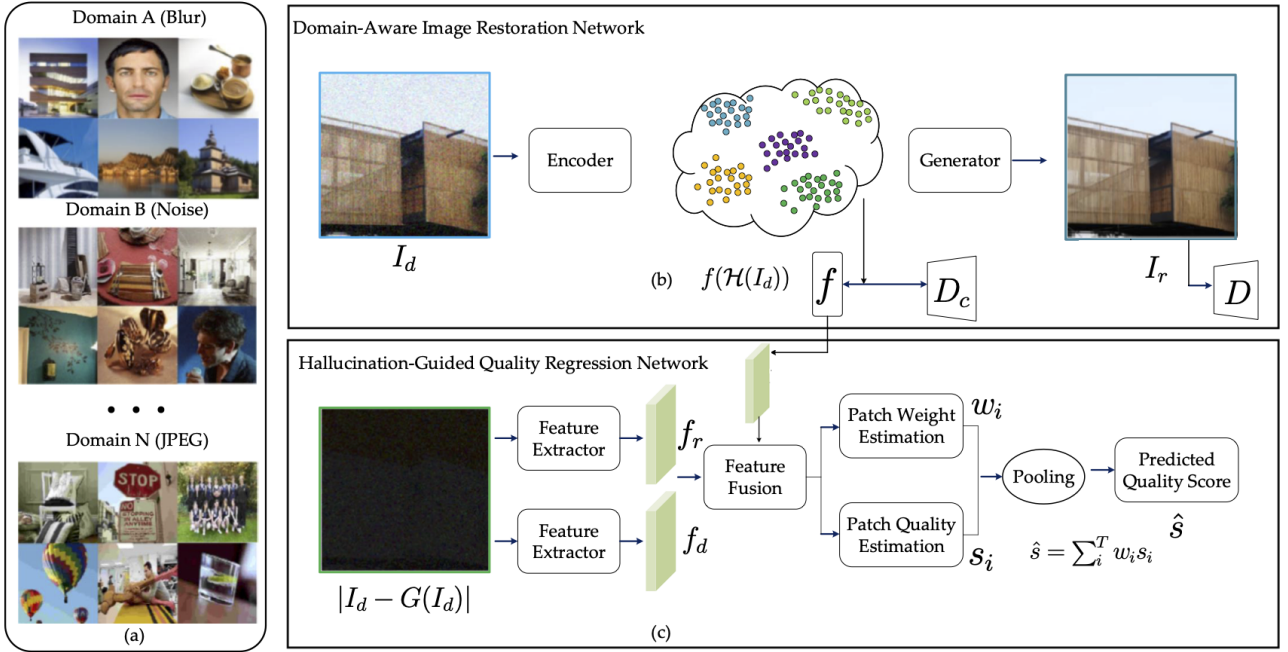 Domain A (Blur)
Domain B (Noise)
• • •
Domain N (JPEG)
STOP
(a)
Domain-Aware Image Restoration Network
Encoder
Generator
I_d
I_r
(b)
f(H(I_d))
f
D_c
D
Hallucination-Guided Quality Regression Network
Feature
Extractor
f_r
Feature
Extractor
f_d
Feature
Fusion
Patch Weight
Estimation
w_i
Patch Quality
Estimation
s_i
Pooling
Predicted
Quality Score
ŝ
ŝ = ∑_i^T w_i s_i
|I_d − G(I_d)|
(c)